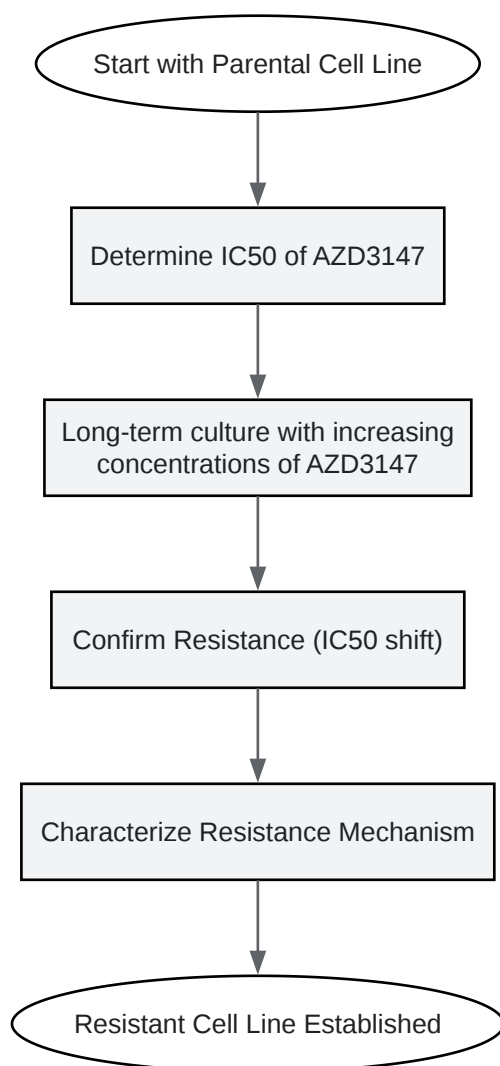 Start with Parental Cell Line
Determine IC50 of AZD3147
Long-term culture with increasing
concentrations of AZD3147
Confirm Resistance (IC50 shift)
Characterize Resistance Mechanism
Resistant Cell Line Established